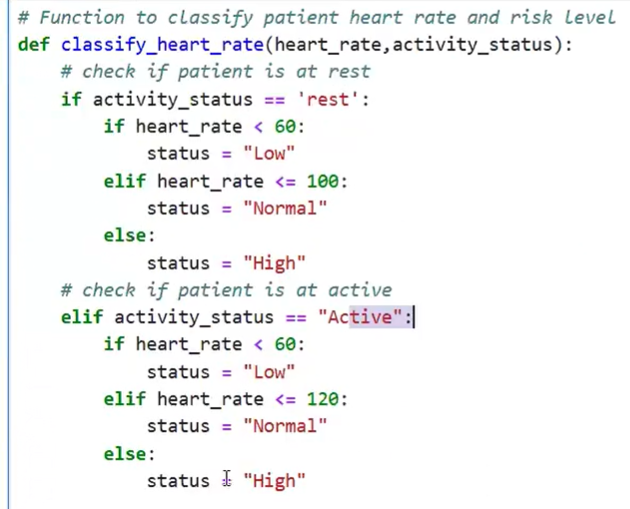 # Function to classify patient heart rate and risk level
def classify_heart_rate(heart_rate,activity_status):
    # check if patient is at rest
    if activity_status == 'rest':
        if heart_rate < 60:
            status = "Low"
        elif heart_rate <= 100:
            status = "Normal"
        else:
            status = "High"
    # check if patient is at active
    elif activity_status == "Active":
        if heart_rate < 60:
            status = "Low"
        elif heart_rate <= 120:
            status = "Normal"
        else:
            status = "High"